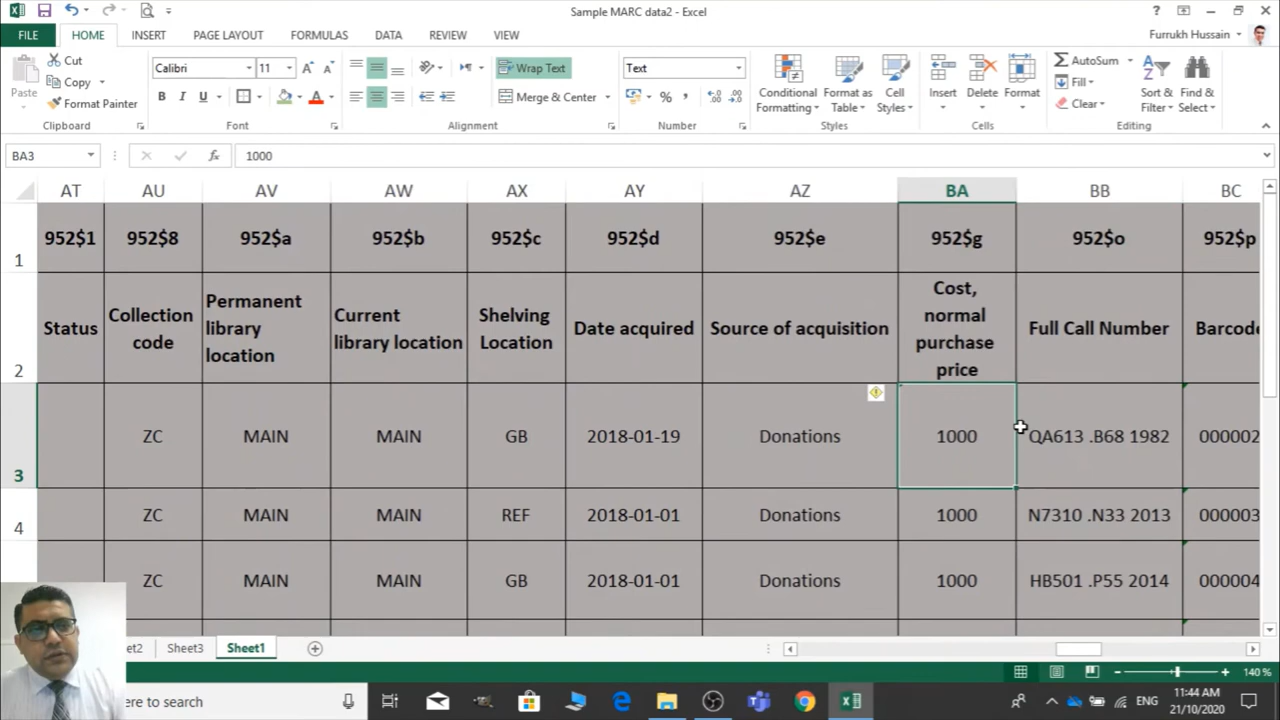 Sample MARC data2 - Excel
?
FILE HOME INSERT PAGE LAYOUT FORMULAS DATA REVIEW VIEW
Furrukh Hussain
Paste
Cut
Copy
Format Painter
Clipboard
Calibri 11
B I U
Font
Wrap Text
Merge & Center
Alignment
Text
%
Number
Conditional Formatting
Format as Table
Cell Styles
Styles
Insert
Delete
Format
Cells
AutoSum
Fill
Clear
Sort & Filter
Find & Select
Editing
BA3 fx 1000
AT AU AV AW AX AY AZ BA BB BC
1 952$1 952$8 952$a 952$b 952$c 952$d 952$e 952$g 952$o 952$p
2 Status
Collection code
Permanent library location
Current library location
Shelving Location
Date acquired
Source of acquisition
Cost, normal purchase price
Full Call Number
Barcode
3 ZC MAIN MAIN GB 2018-01-19 Donations 1000 QA613 .B68 1982 000002
4 ZC MAIN MAIN REF 2018-01-01 Donations 1000 N7310 .N33 2013 000003
ZC MAIN MAIN GB 2018-01-01 Donations 1000 HB501 .P55 2014 000004
et2 Sheet3 Sheet1
140 %
here to search
ENG
11:44 AM
21/10/2020